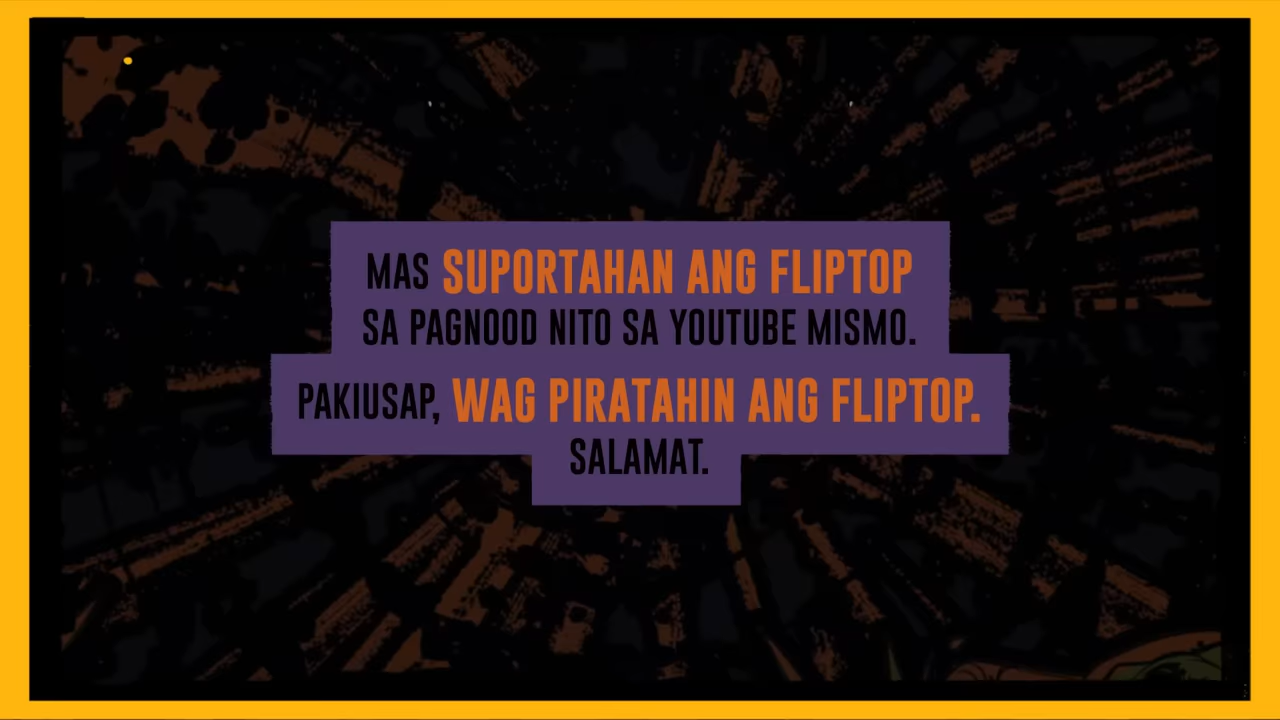 MAS SUPORTAHAN ANG FLIPTOP
SA PAGNOOD NITO SA YOUTUBE MISMO.
PAKIUSAP, WAG PIRATAHIN ANG FLIPTOP.
SALAMAT.